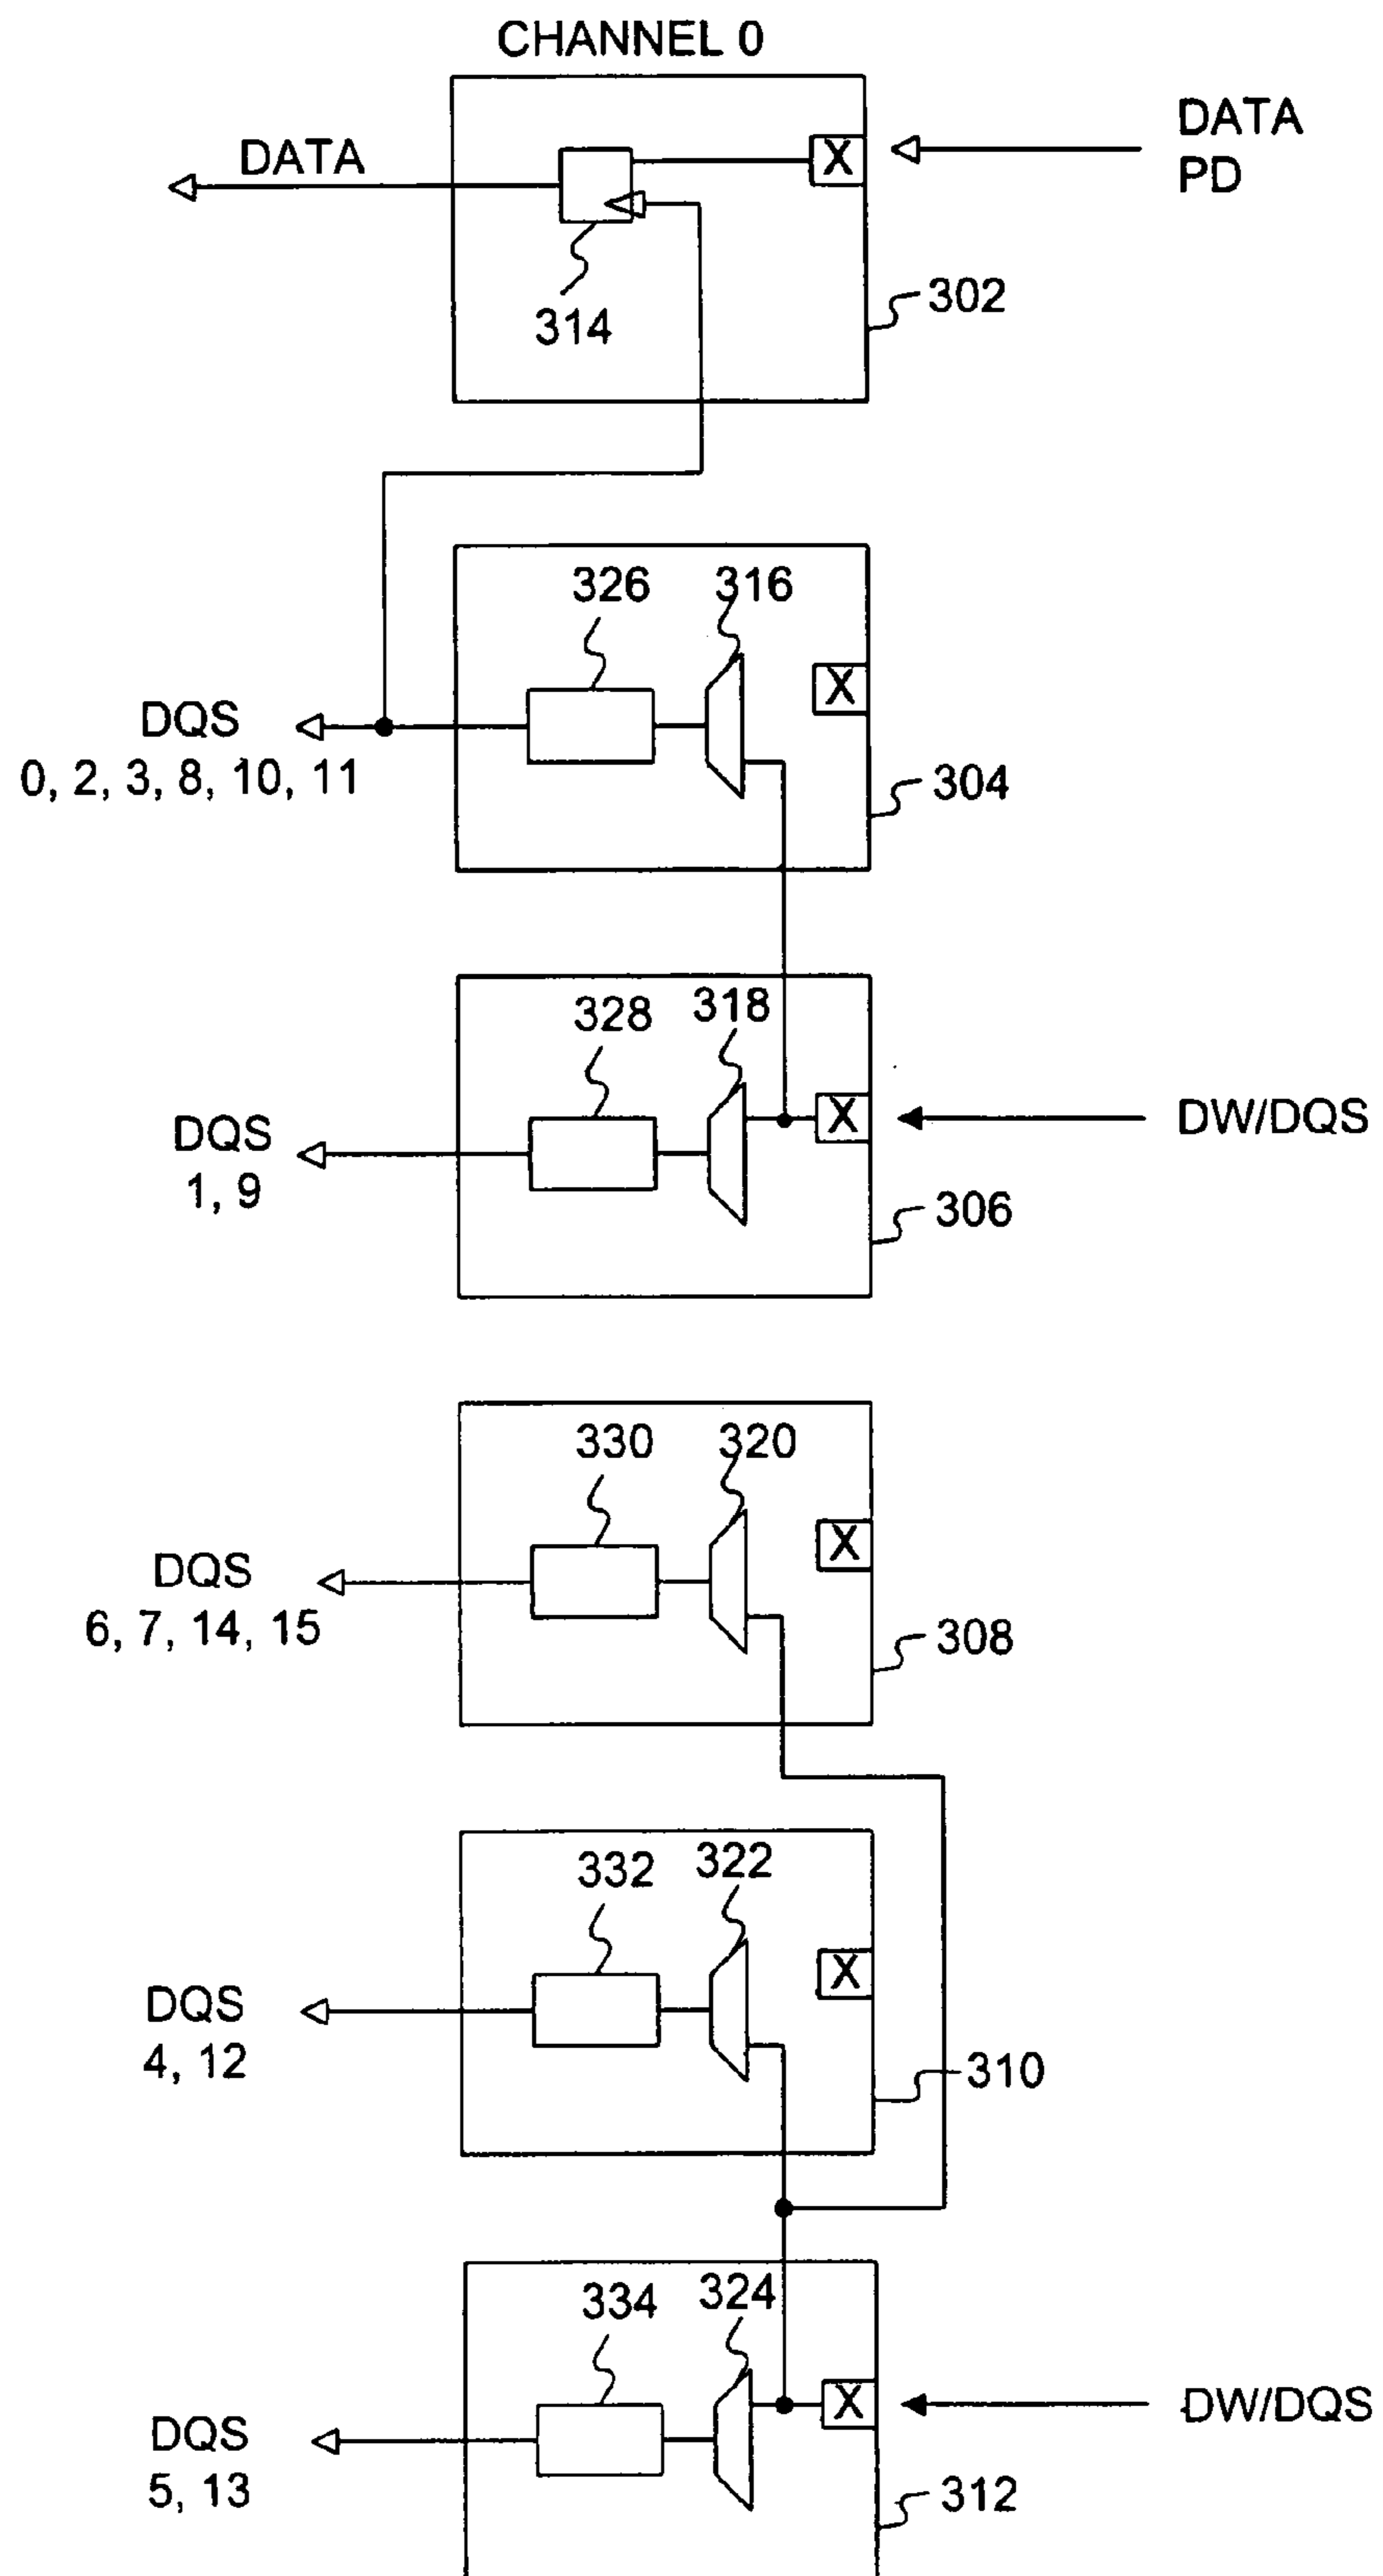 CHANNEL 0
DATA
DATA
PD
X
314
302
326
316
X
DQS
0, 2, 3, 8, 10, 11
304
328
318
X
DW/DQS
DQS
1, 9
306
330
320
X
DQS
6, 7, 14, 15
308
332
322
X
DQS
4, 12
310
334
324
X
DW/DQS
DQS
5, 13
312